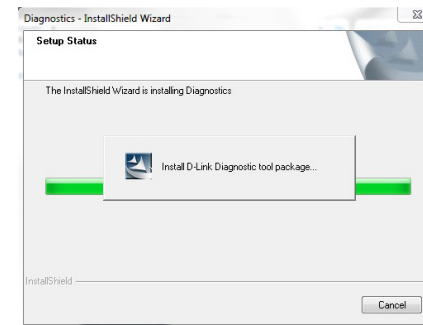 Diagnostics - InstallShield Wizard
Setup Status
The InstallShield Wizard is installing Diagnostics
Install D-Link Diagnostic tool package...
InstallShield
Cancel